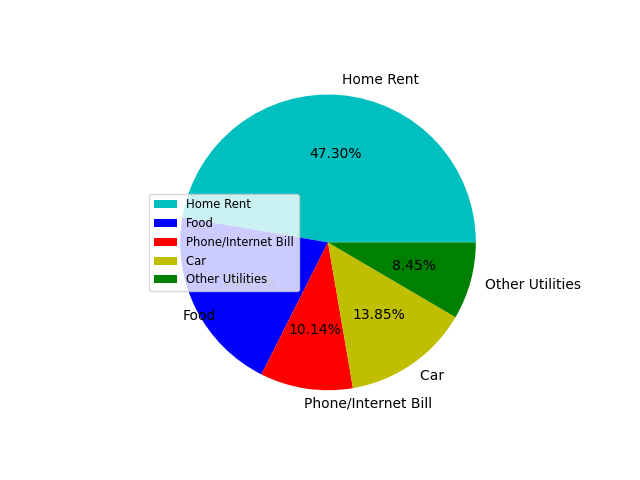 Home Rent
47.30%
Home Rent
Food
Phone/Internet Bill
Car
Other Utilities
8.45%
Other Utilities
13.85%
Food
10.14%
Car
Phone/Internet Bill